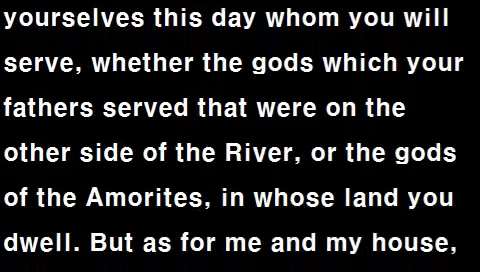 yourselves this day whom you will
serve, whether the gods which your
fathers served that were on the
other side of the River, or the gods
of the Amorites, in whose land you
dwell. But as for me and my house,